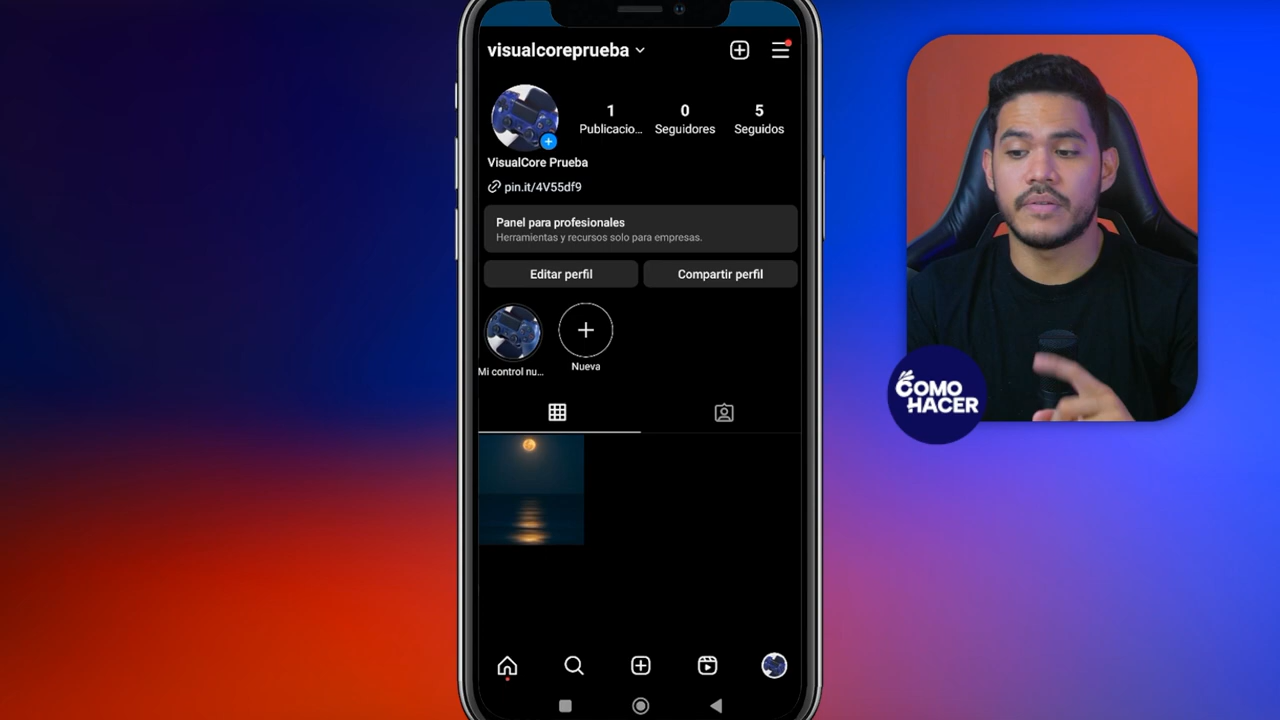 visualcoreprueba
1
Publicacio...
0
Seguidores
5
Seguidos
VisualCore Prueba
pin.it/4V55df9
Panel para profesionales
Herramientas y recursos solo para empresas.
Editar perfil
Compartir perfil
Mi control nu...
Nueva
COMO
HACER